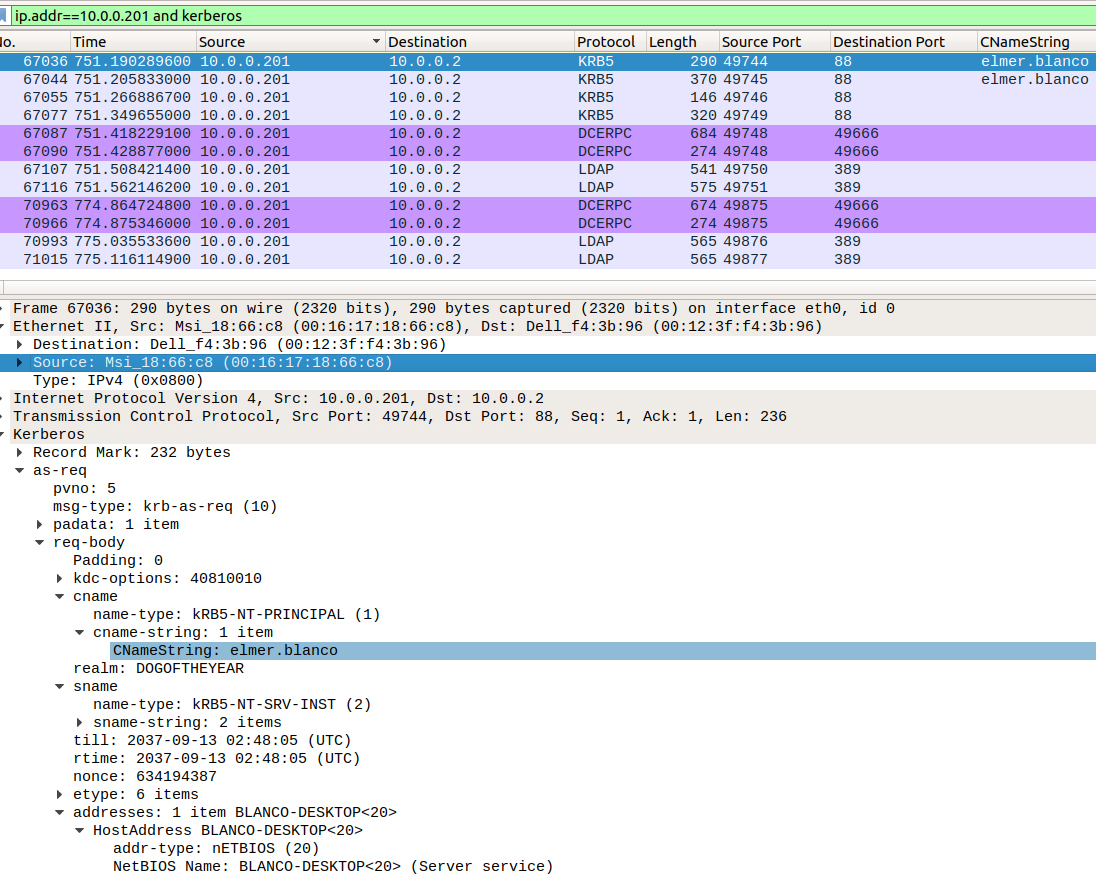 ip.addr==10.0.0.201 and kerberos
No. Time Source Destination Protocol Length Source Port Destination Port CNameString
67036 751.190289600 10.0.0.201 10.0.0.2 KRB5 290 49744 88 elmer.blanco
67044 751.205833000 10.0.0.201 10.0.0.2 KRB5 370 49745 88 elmer.blanco
67055 751.266886700 10.0.0.201 10.0.0.2 KRB5 146 49746 88
67077 751.349655000 10.0.0.201 10.0.0.2 KRB5 320 49749 88
67087 751.418229100 10.0.0.201 10.0.0.2 DCERPC 684 49748 49666
67090 751.428877000 10.0.0.201 10.0.0.2 DCERPC 274 49748 49666
67107 751.508421400 10.0.0.201 10.0.0.2 LDAP 541 49750 389
67116 751.562146200 10.0.0.201 10.0.0.2 LDAP 575 49751 389
70963 774.864724800 10.0.0.201 10.0.0.2 DCERPC 674 49875 49666
70966 774.875346000 10.0.0.201 10.0.0.2 DCERPC 274 49875 49666
70993 775.035533600 10.0.0.201 10.0.0.2 LDAP 565 49876 389
71015 775.116114900 10.0.0.201 10.0.0.2 LDAP 565 49877 389
Frame 67036: 290 bytes on wire (2320 bits), 290 bytes captured (2320 bits) on interface eth0, id 0
Ethernet II, Src: Msi_18:66:c8 (00:16:17:18:66:c8), Dst: Dell_f4:3b:96 (00:12:3f:f4:3b:96)
Destination: Dell_f4:3b:96 (00:12:3f:f4:3b:96)
Source: Msi_18:66:c8 (00:16:17:18:66:c8)
Type: IPv4 (0x0800)
Internet Protocol Version 4, Src: 10.0.0.201, Dst: 10.0.0.2
Transmission Control Protocol, Src Port: 49744, Dst Port: 88, Seq: 1, Ack: 1, Len: 236
Kerberos
Record Mark: 232 bytes
as-req
pvno: 5
msg-type: krb-as-req (10)
padata: 1 item
req-body
Padding: 0
kdc-options: 40810010
cname
name-type: kRB5-NT-PRINCIPAL (1)
cname-string: 1 item
CNameString: elmer.blanco
realm: DOGOFTHEYEAR
sname
name-type: kRB5-NT-SRV-INST (2)
sname-string: 2 items
till: 2037-09-13 02:48:05 (UTC)
rtime: 2037-09-13 02:48:05 (UTC)
nonce: 634194387
etype: 6 items
addresses: 1 item BLANCO-DESKTOP<20>
HostAddress BLANCO-DESKTOP<20>
addr-type: nETBIOS (20)
NetBIOS Name: BLANCO-DESKTOP<20> (Server service)